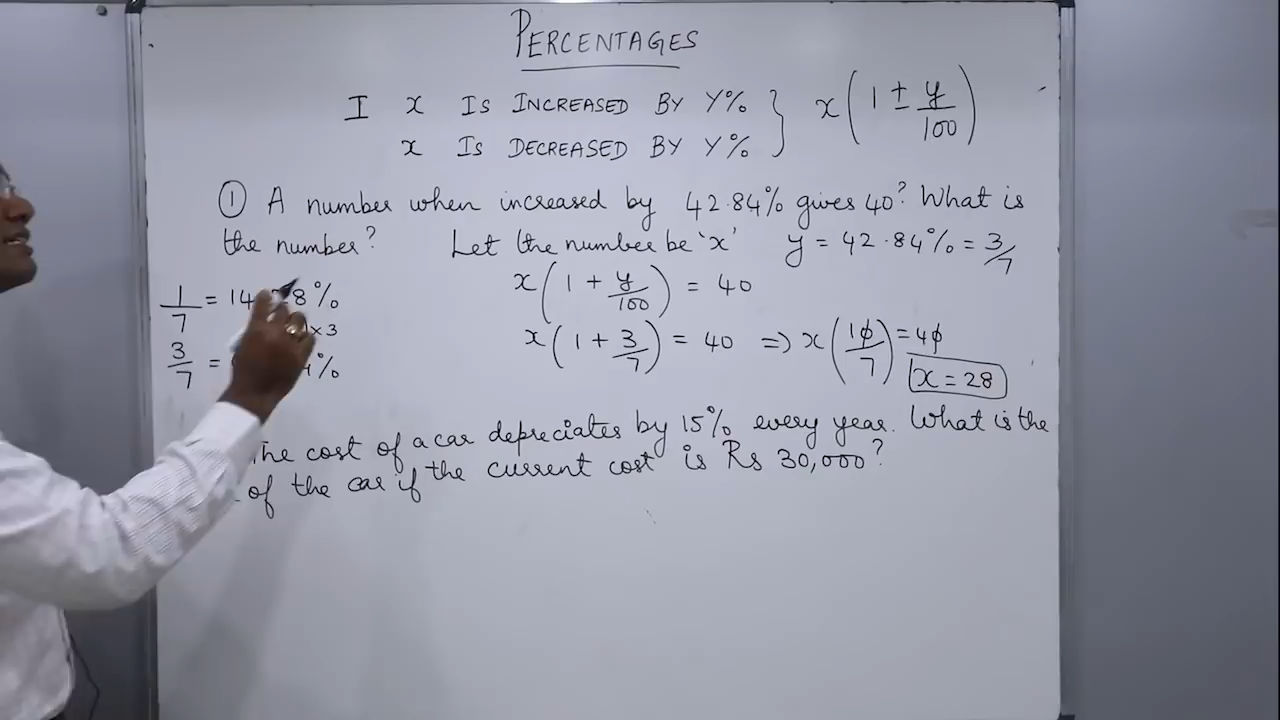 PERCENTAGES
I x IS INCREASED BY Y% } x(1 ± y/100)
x IS DECREASED BY Y%
① A number when increased by 42.84% gives 40? What is
the number? Let the number be 'x' y = 42.84% = 3/7
1/7 = 14 28%
x(1 + y/100) = 40
x3
3/7 = %
x(1 + 3/7) = 40 => x(10/7) = 40
x = 28
The cost of a car depreciates by 15% every year. What is the
of the car if the current cost is Rs 30,000?